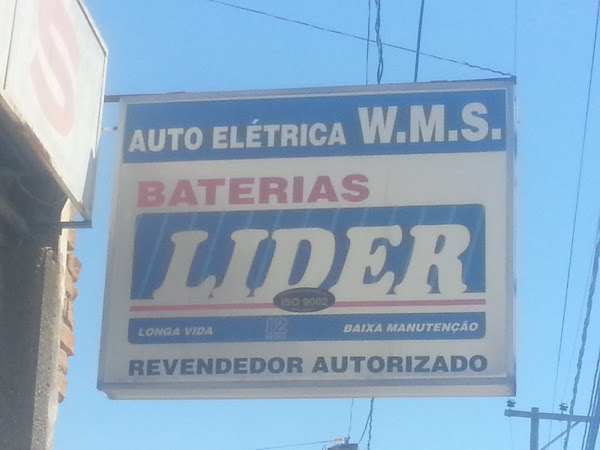 S
AUTO ELÉTRICA W.M.S.
BATERIAS
LIDER
ISO 9002
LONGA VIDA
BAIXA MANUTENÇÃO
REVENDEDOR AUTORIZADO